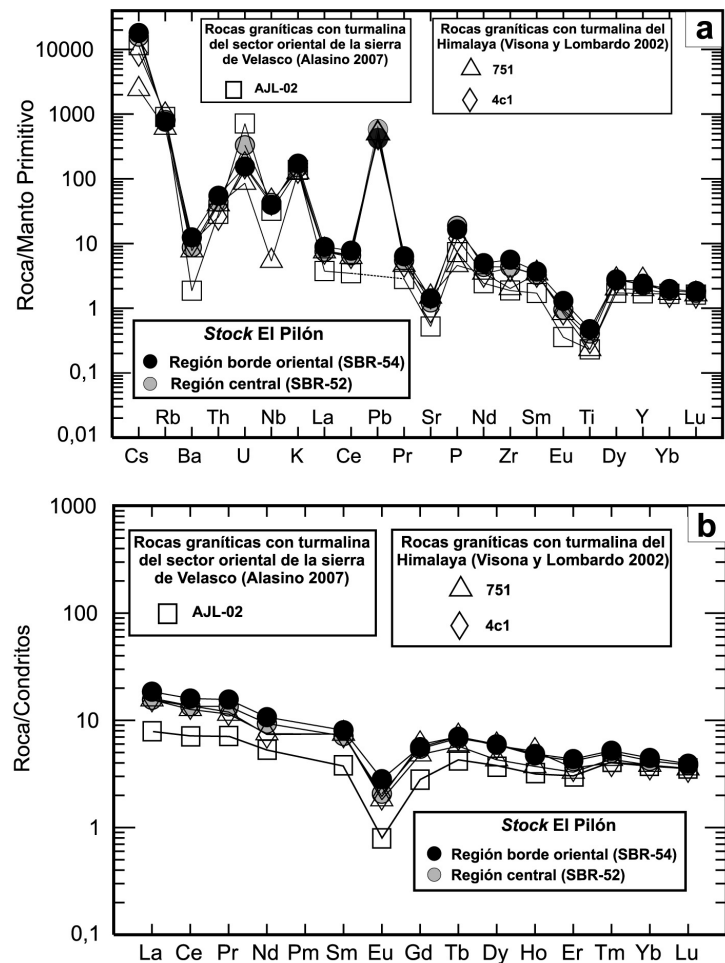 a
Rocas graníticas con turmalina
del sector oriental de la sierra
de Velasco (Alasino 2007)
AJL-02
Rocas graníticas con turmalina del
Himalaya (Visona y Lombardo 2002)
751
4c1
Roca/Manto Primitivo
10000
1000
100
10
1
0,1
0,01
Stock El Pilón
Región borde oriental (SBR-54)
Región central (SBR-52)
Rb Th Nb La Pb Sr Nd Sm Ti Y Lu
Cs Ba U K Ce Pr P Zr Eu Dy Yb
b
Rocas graníticas con turmalina
del sector oriental de la sierra
de Velasco (Alasino 2007)
AJL-02
Rocas graníticas con turmalina del
Himalaya (Visona y Lombardo 2002)
751
4c1
Roca/Condritos
1000
100
10
1
0,1
Stock El Pilón
Región borde oriental (SBR-54)
Región central (SBR-52)
La Ce Pr Nd Pm Sm Eu Gd Tb Dy Ho Er Tm Yb Lu